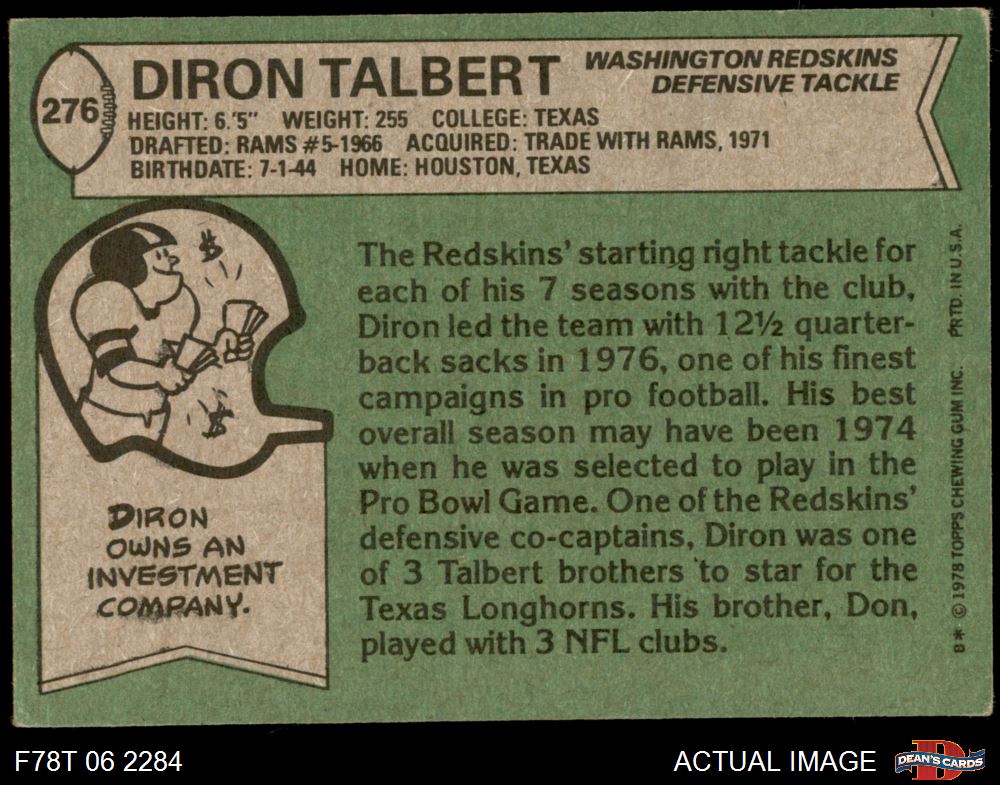 276
DIRON TALBERT
WASHINGTON REDSKINS
DEFENSIVE TACKLE
HEIGHT: 6.'5" WEIGHT: 255 COLLEGE: TEXAS
DRAFTED: RAMS #5-1966 ACQUIRED: TRADE WITH RAMS, 1971
BIRTHDATE: 7-1-44 HOME: HOUSTON, TEXAS
$
$
DIRON
OWNS AN
INVESTMENT
COMPANY.
The Redskins' starting right tackle for
each of his 7 seasons with the club,
Diron led the team with 12½ quarter-
back sacks in 1976, one of his finest
campaigns in pro football. His best
overall season may have been 1974
when he was selected to play in the
Pro Bowl Game. One of the Redskins'
defensive co-captains, Diron was one
of 3 Talbert brothers to star for the
Texas Longhorns. His brother, Don,
played with 3 NFL clubs.
8* © 1978 TOPPS CHEWING GUM INC. PRTD. IN U.S.A.
F78T 06 2284
ACTUAL IMAGE
D
DEAN'S CARDS